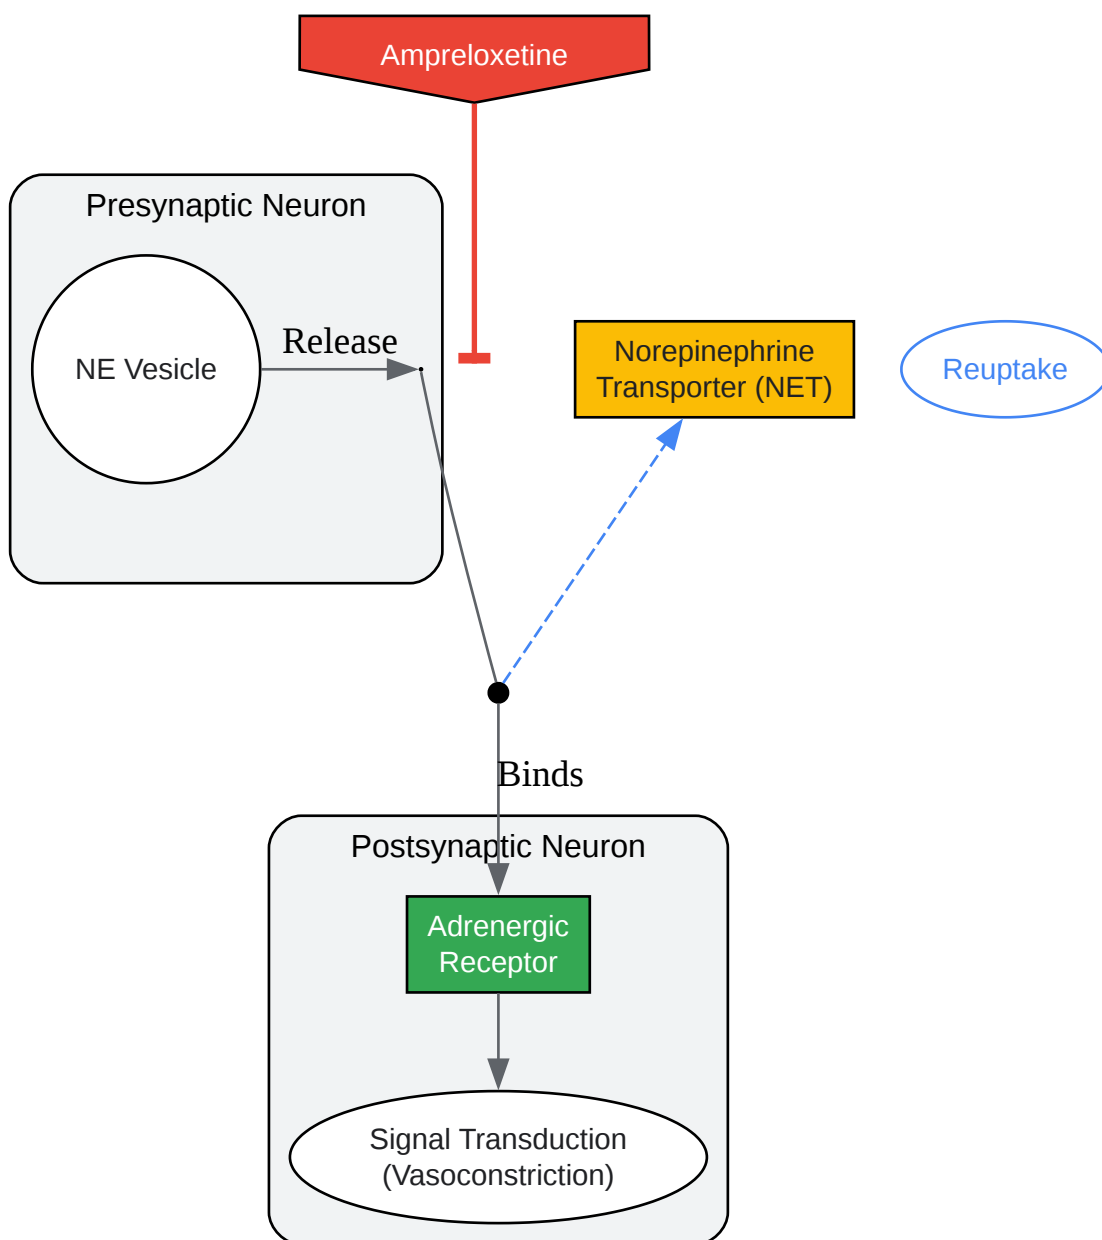 Ampreloxetine
Presynaptic Neuron
NE Vesicle
Release
Norepinephrine
Transporter (NET)
Reuptake
Binds
Postsynaptic Neuron
Adrenergic
Receptor
Signal Transduction
(Vasoconstriction)